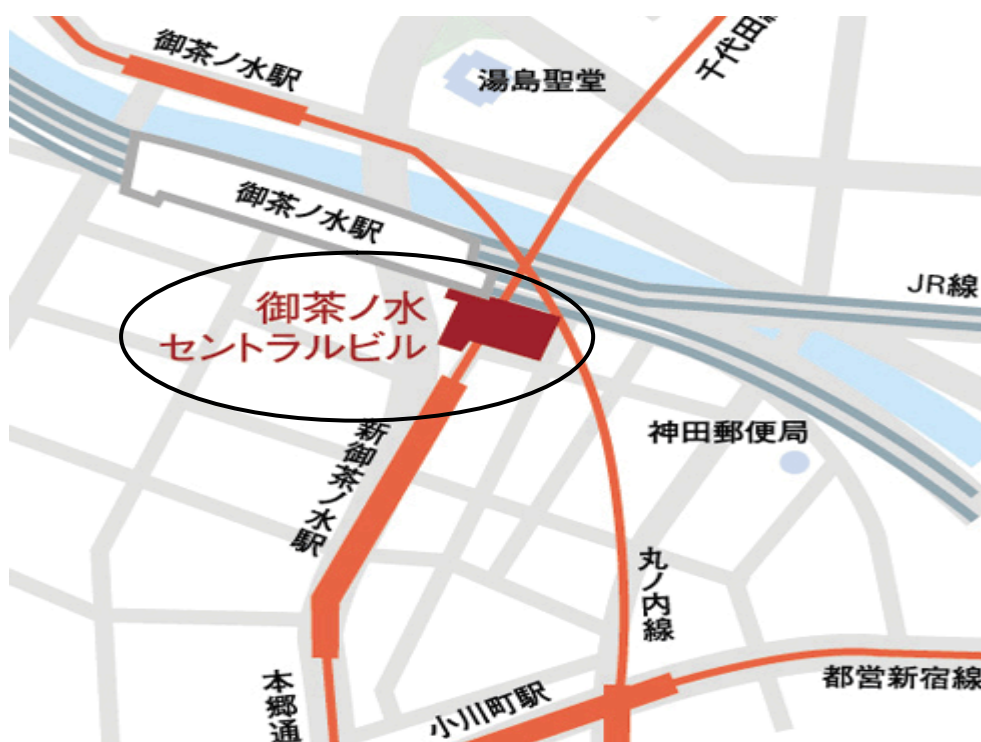 御茶ノ水駅
湯島聖堂
千代田線
御茶ノ水駅
JR線
御茶ノ水
セントラルビル
新御茶ノ水駅
神田郵便局
丸ノ内線
都営新宿線
小川町駅
本郷通